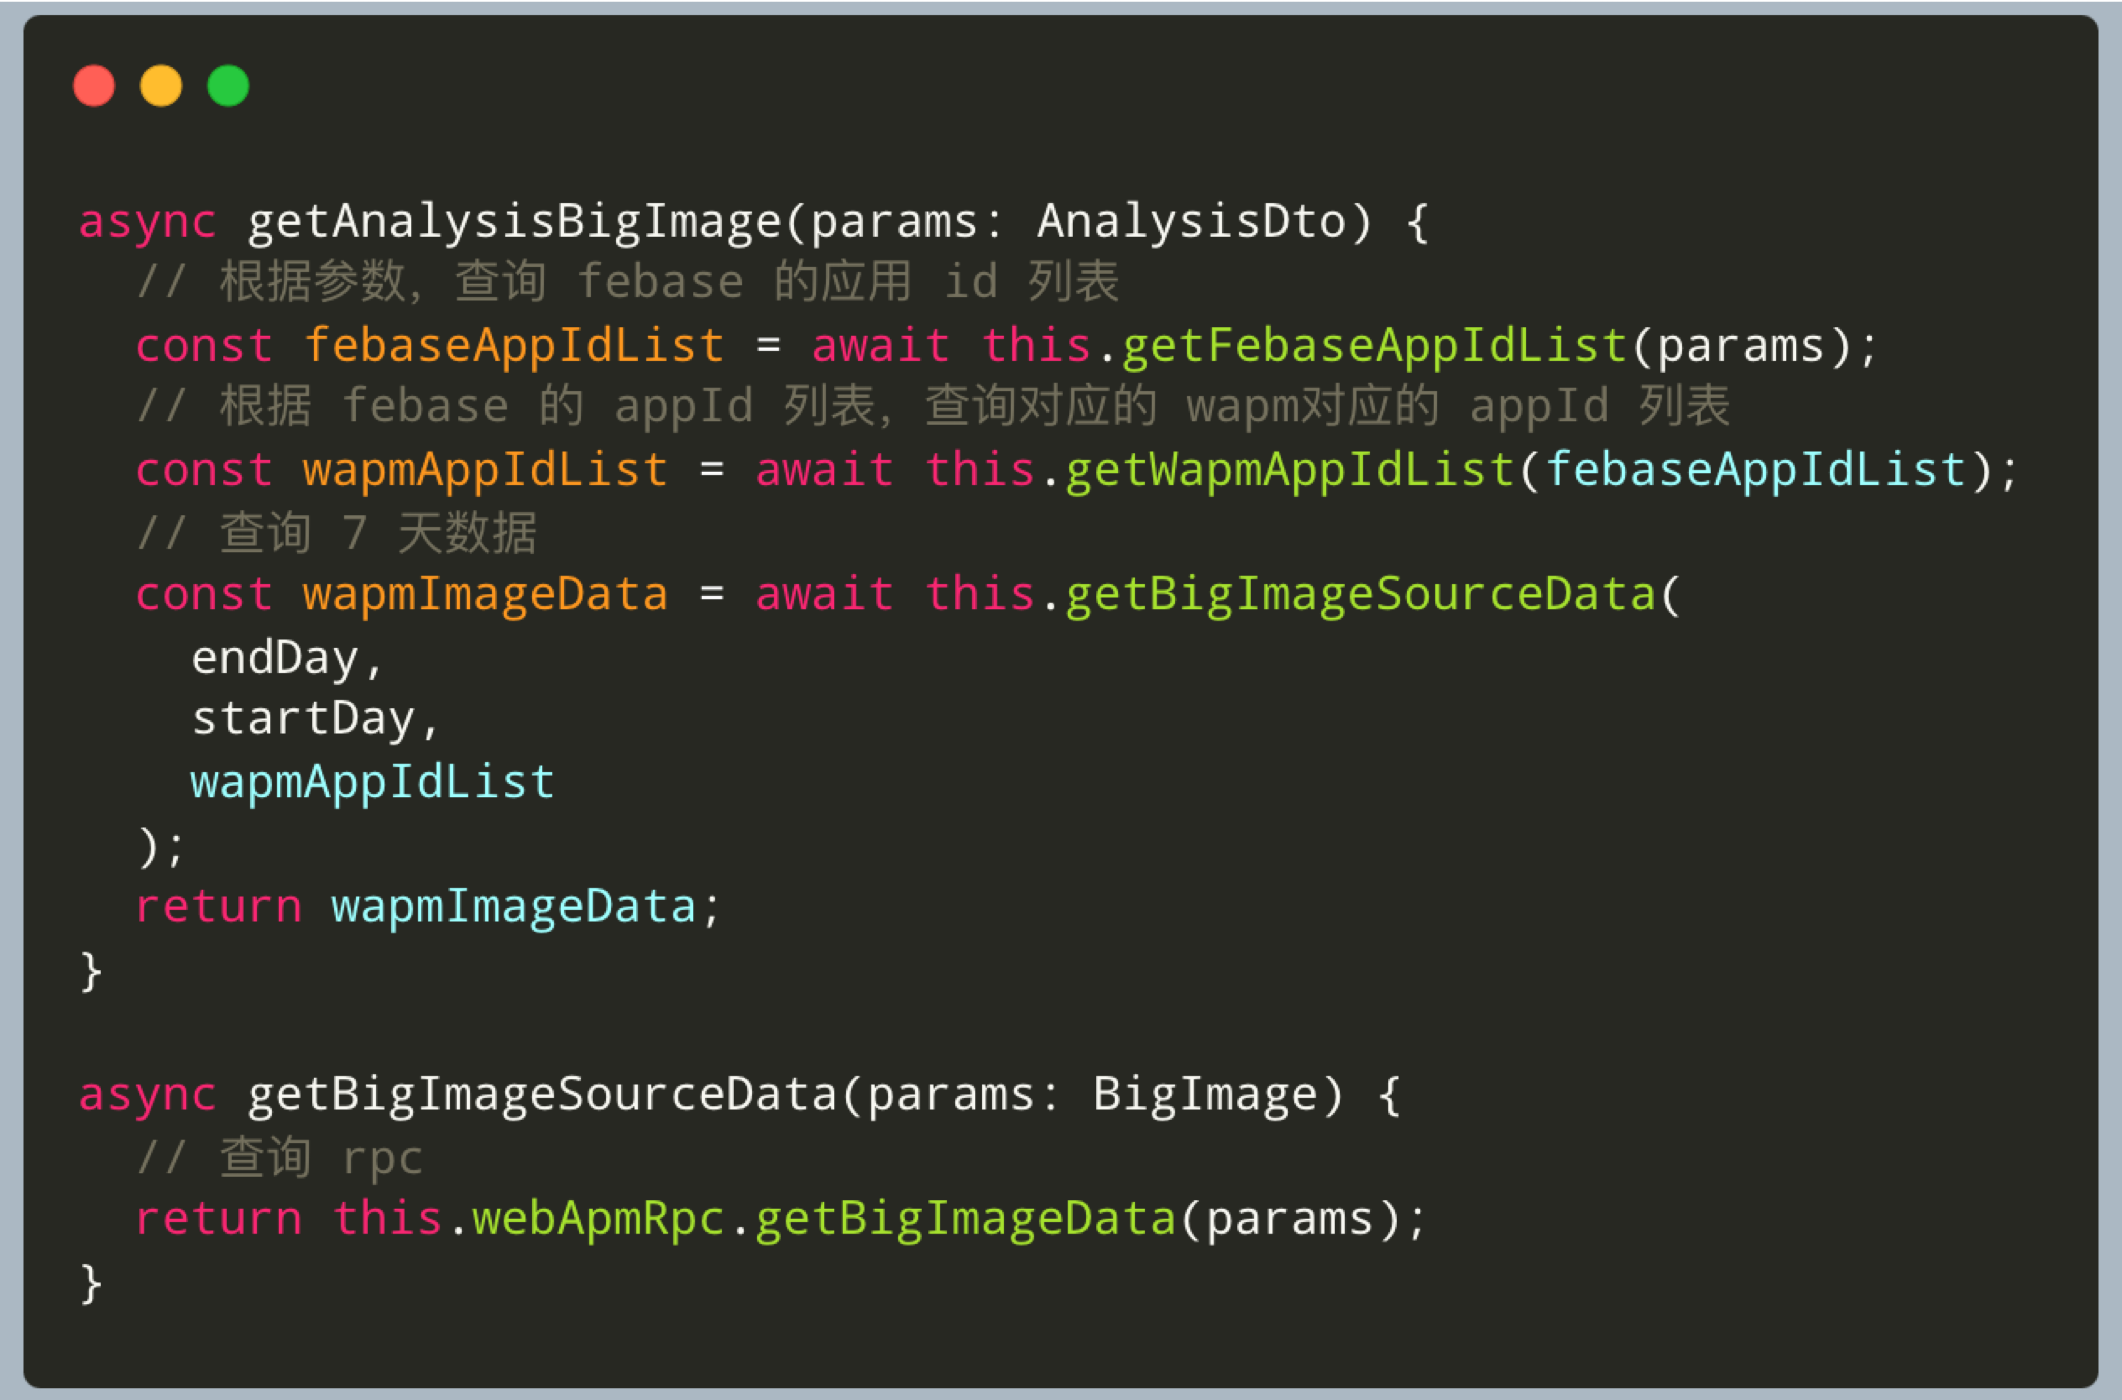 async getAnalysisBigImage(params: AnalysisDto) {
  // 根据参数, 查询 febase 的应用 id 列表
  const febaseAppIdList = await this.getFebaseAppIdList(params);
  // 根据 febase 的 appId 列表, 查询对应的 wapm对应的 appId 列表
  const wapmAppIdList = await this.getWapmAppIdList(febaseAppIdList);
  // 查询 7 天数据
  const wapmImageData = await this.getBigImageSourceData(
    endDay,
    startDay,
    wapmAppIdList
  );
  return wapmImageData;
}
async getBigImageSourceData(params: BigImage) {
  // 查询 rpc
  return this.webApmRpc.getBigImageData(params);
}